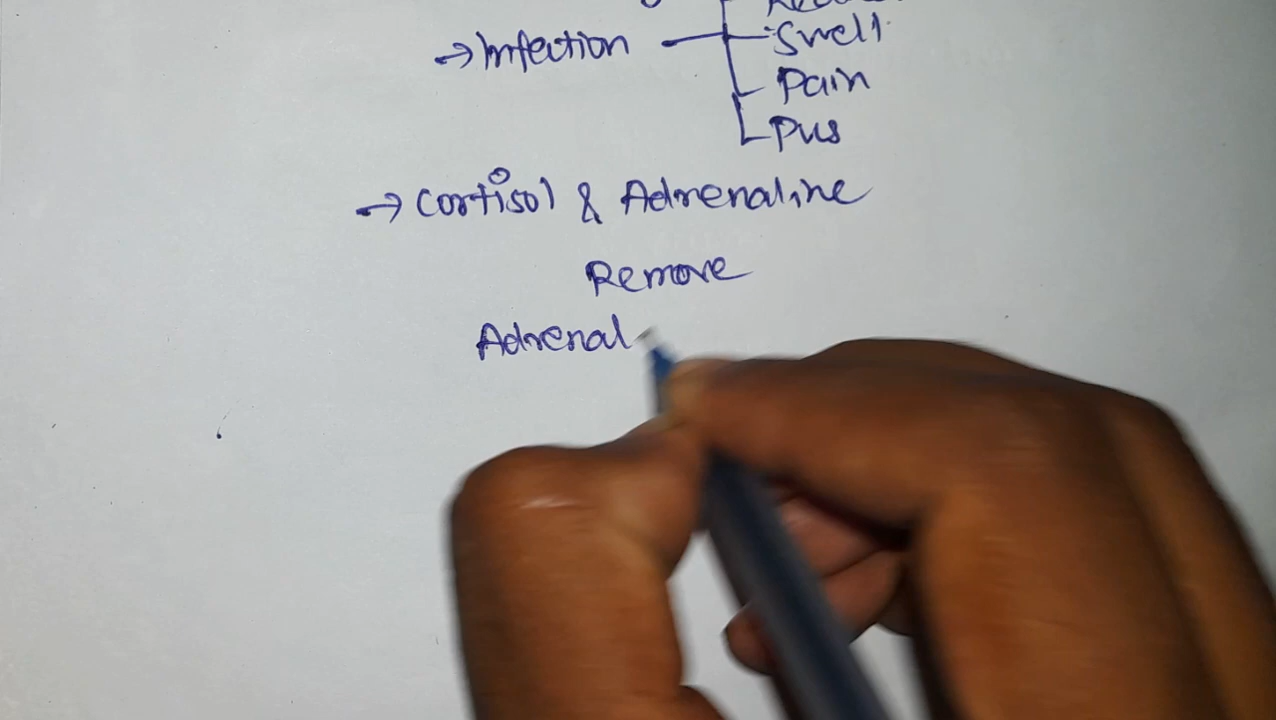 → Infection
Swell
Pain
Pus
→ Cortisol & Adrenaline
Remove
Adrenal